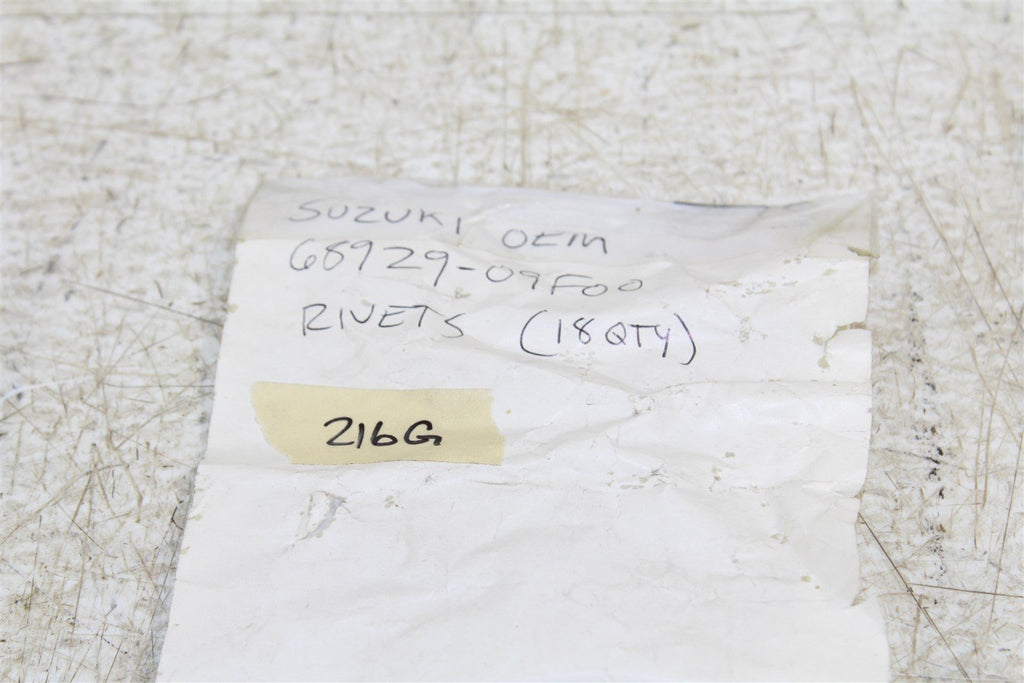 SUZUKI OEM
68929-09F00
RIVETS (18QTY)
216G